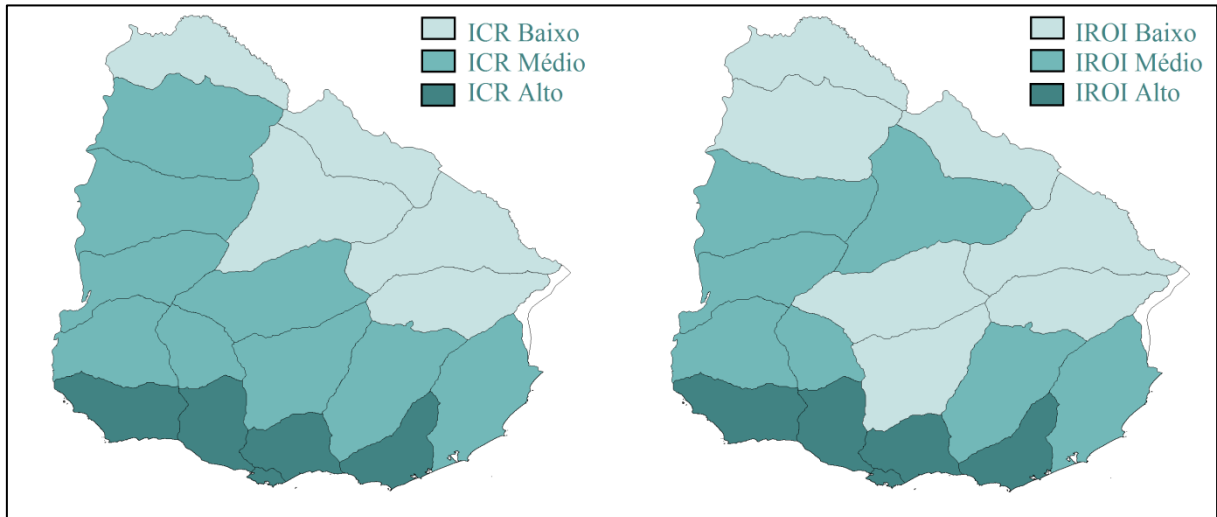 ICR Baixo
ICR Médio
ICR Alto
IROI Baixo
IROI Médio
IROI Alto